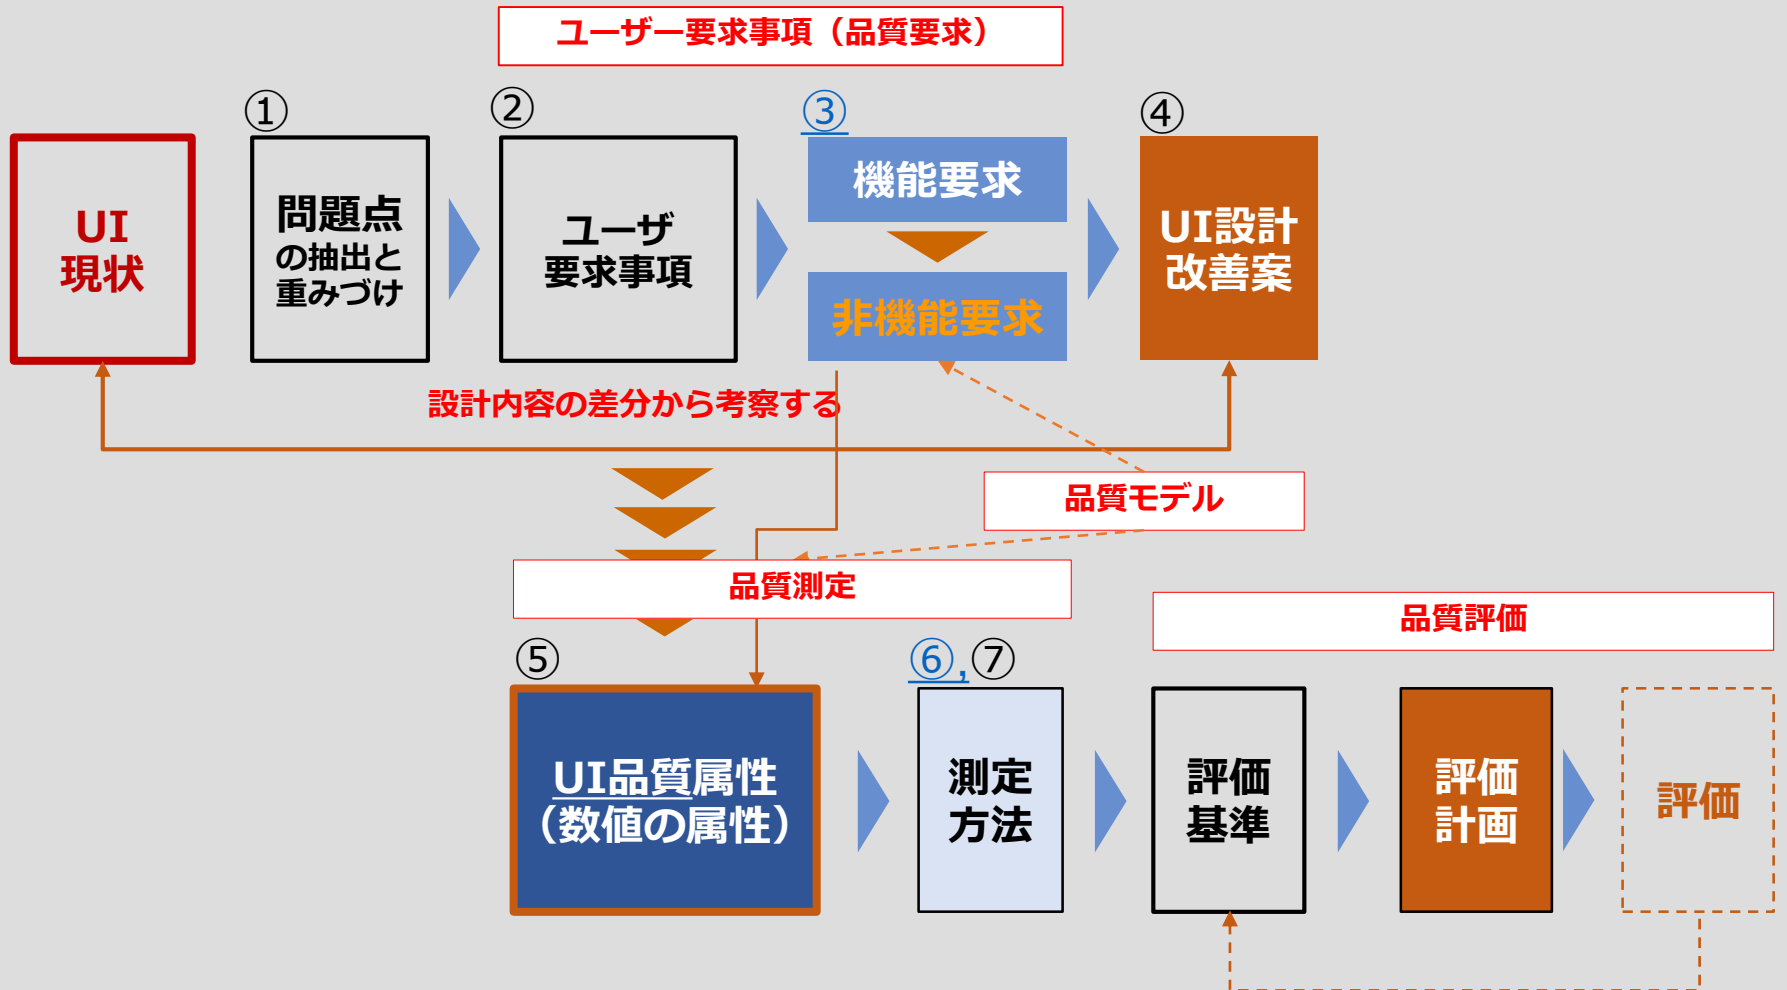 ユーザー要求事項（品質要求）
①
②
③
④
UI
現状
問題点
の抽出と
重みづけ
ユーザ
要求事項
機能要求
非機能要求
UI設計
改善案
設計内容の差分から考察する
品質モデル
品質測定
品質評価
⑤
⑥,⑦
UI品質属性
（数値の属性）
測定
方法
評価
基準
評価
計画
評価